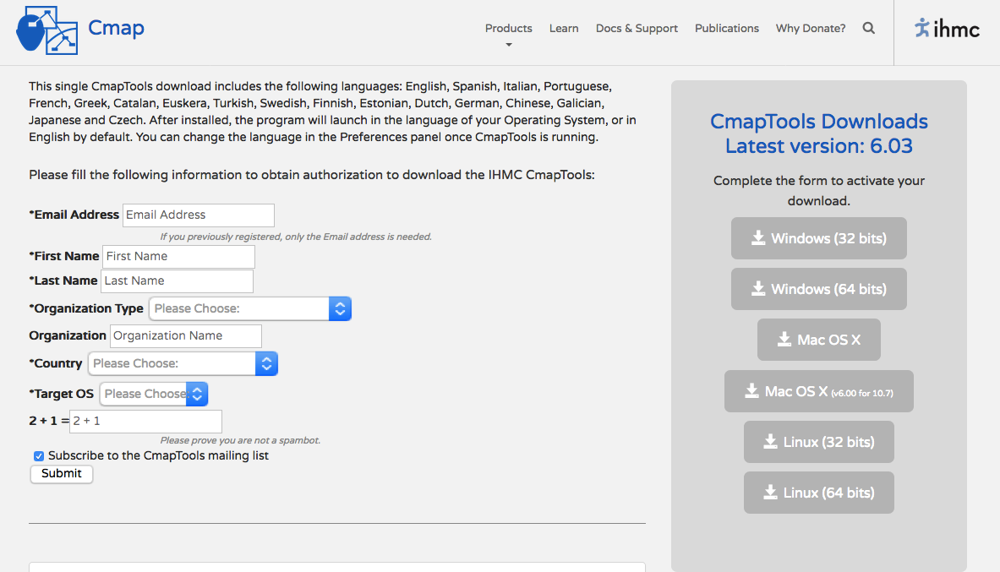 Cmap
Products
Learn
Docs & Support
Publications
Why Donate?
ihmc
This single CmapTools download includes the following languages: English, Spanish, Italian, Portuguese,
French, Greek, Catalan, Euskera, Turkish, Swedish, Finnish, Estonian, Dutch, German, Chinese, Galician,
Japanese and Czech. After installed, the program will launch in the language of your Operating System, or in
English by default. You can change the language in the Preferences panel once CmapTools is running.
Please fill the following information to obtain authorization to download the IHMC CmapTools:
*Email Address Email Address
If you previously registered, only the Email address is needed.
*First Name First Name
*Last Name Last Name
*Organization Type Please Choose:
Organization Organization Name
*Country Please Choose:
*Target OS Please Choose:
2 + 1 = 2 + 1
Please prove you are not a spambot.
Subscribe to the CmapTools mailing list
Submit
CmapTools Downloads
Latest version: 6.03
Complete the form to activate your
download.
Windows (32 bits)
Windows (64 bits)
Mac OS X
Mac OS X (v6.00 for 10.7)
Linux (32 bits)
Linux (64 bits)